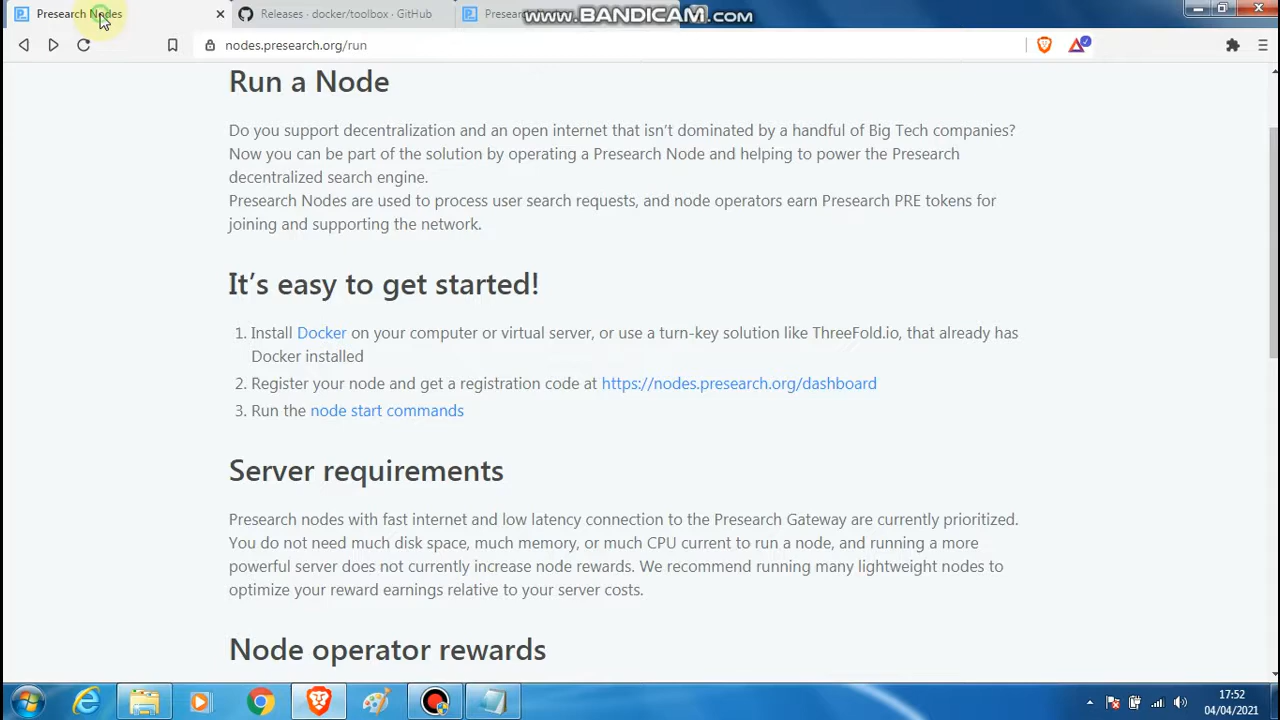 Presearch Nodes
Releases · docker/toolbox · GitHub
Presearch
www.BANDICAM.com
nodes.presearch.org/run
Run a Node
Do you support decentralization and an open internet that isn’t dominated by a handful of Big Tech companies?
Now you can be part of the solution by operating a Presearch Node and helping to power the Presearch
decentralized search engine.
Presearch Nodes are used to process user search requests, and node operators earn Presearch PRE tokens for
joining and supporting the network.
It’s easy to get started!
1. Install Docker on your computer or virtual server, or use a turn-key solution like ThreeFold.io, that already has
Docker installed
2. Register your node and get a registration code at https://nodes.presearch.org/dashboard
3. Run the node start commands
Server requirements
Presearch nodes with fast internet and low latency connection to the Presearch Gateway are currently prioritized.
You do not need much disk space, much memory, or much CPU current to run a node, and running a more
powerful server does not currently increase node rewards. We recommend running many lightweight nodes to
optimize your reward earnings relative to your server costs.
Node operator rewards
17:52
04/04/2021